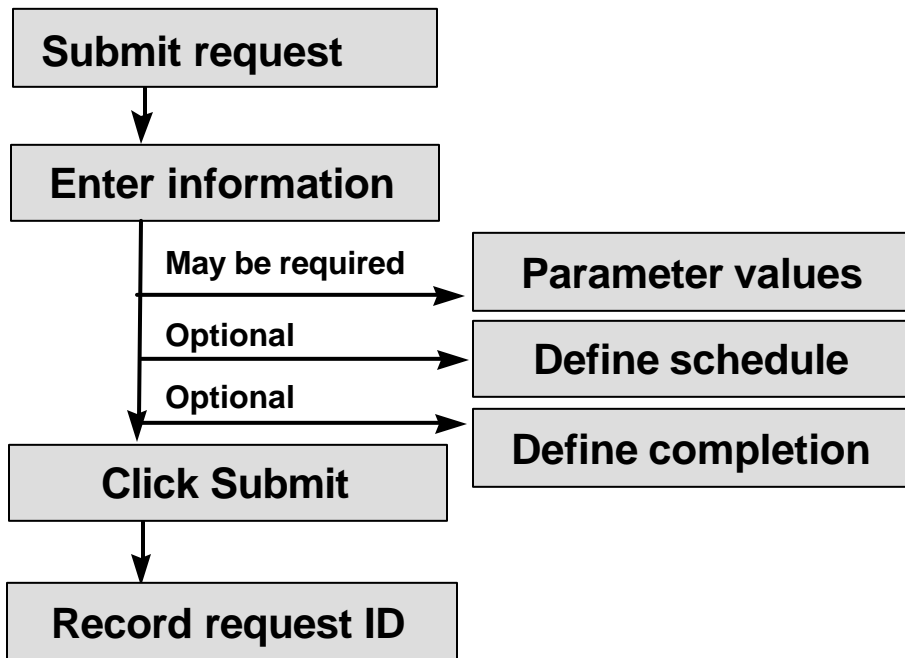 Submit request
Enter information
May be required
Parameter values
Optional
Define schedule
Optional
Define completion
Click Submit
Record request ID